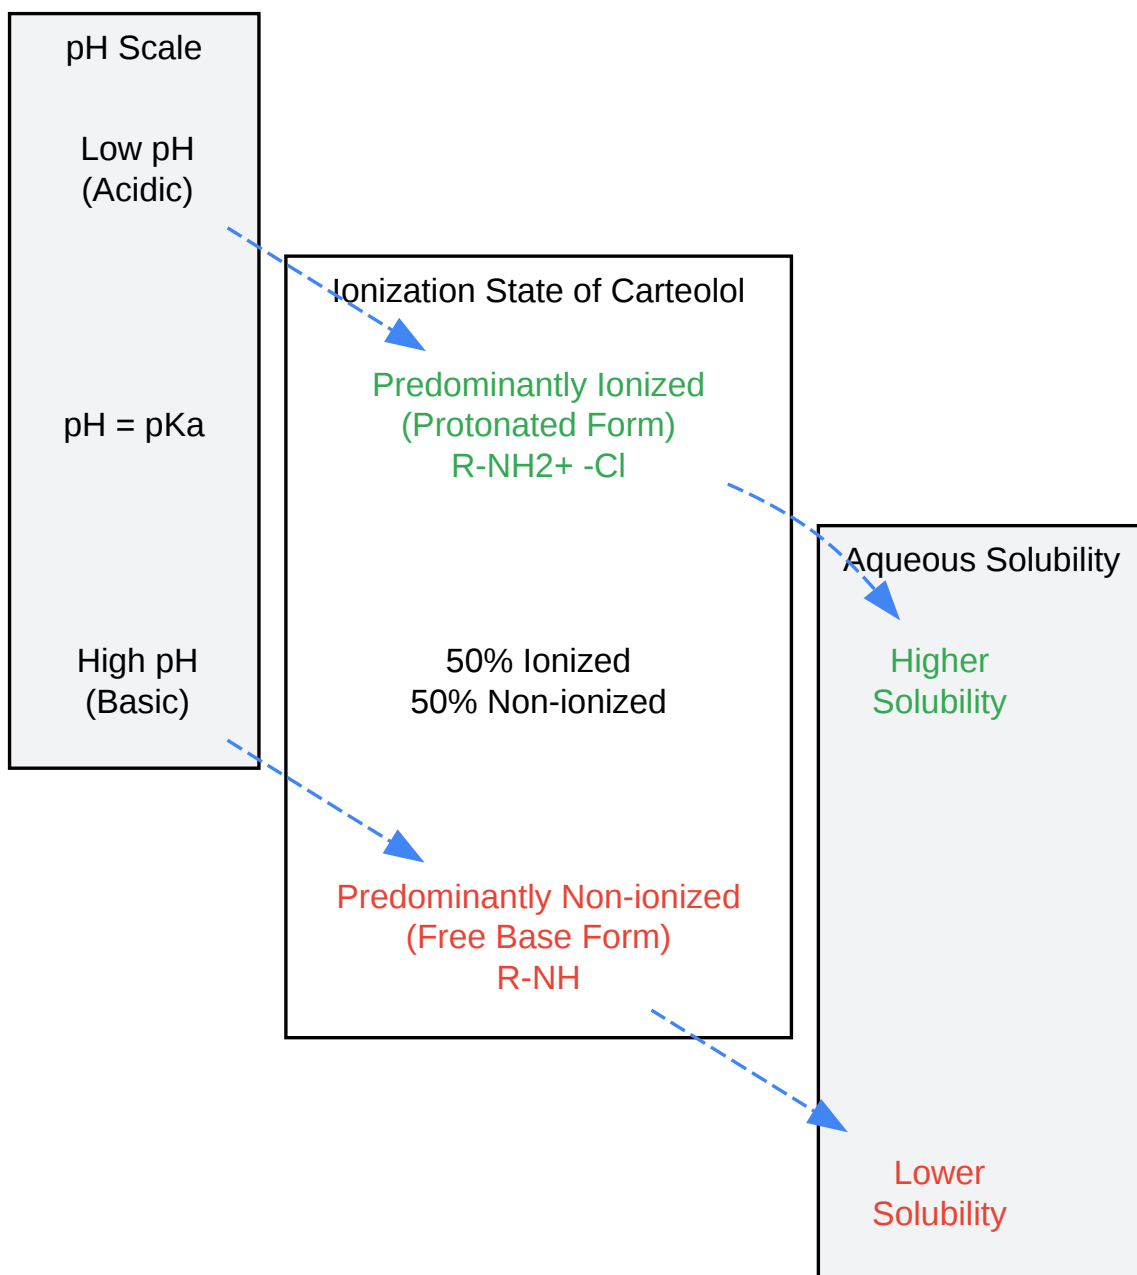 pH Scale
Low pH
(Acidic)
pH = pKa
High pH
(Basic)
Ionization State of Carteolol
Predominantly Ionized
(Protonated Form)
R-NH2+ -Cl
50% Ionized
50% Non-ionized
Predominantly Non-ionized
(Free Base Form)
R-NH
Aqueous Solubility
Higher
Solubility
Lower
Solubility